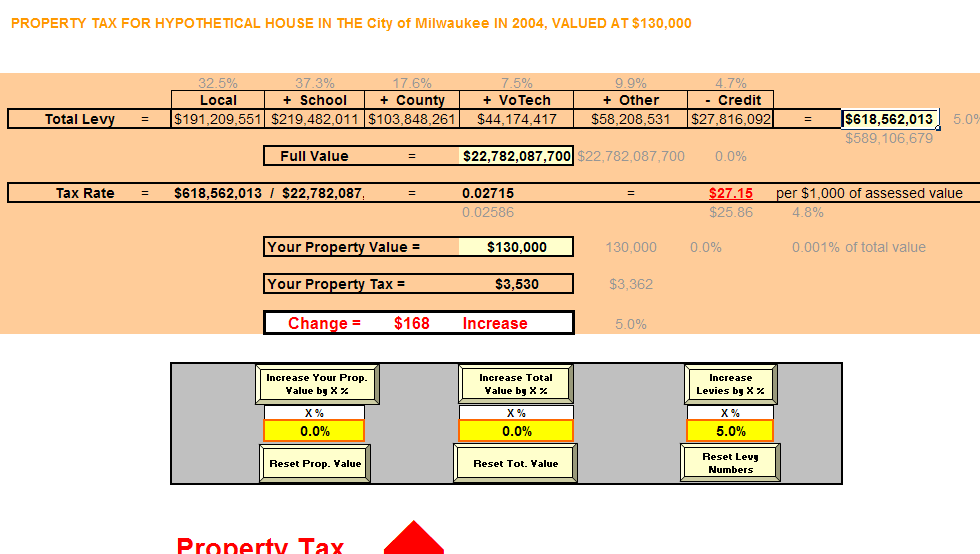 PROPERTY TAX FOR HYPOTHETICAL HOUSE IN THE City of Milwaukee IN 2004, VALUED AT $130,000
32.5% 37.3% 17.6% 7.5% 9.9% 4.7%
Local + School + County + VoTech + Other - Credit
Total Levy = $191,209,551 $219,482,011 $103,848,261 $44,174,417 $58,208,531 $27,816,092 = $618,562,013 5.0%
$589,106,679
Full Value = $22,782,087,700 $22,782,087,700 0.0%
Tax Rate = $618,562,013 / $22,782,087, = 0.02715 = $27.15 per $1,000 of assessed value
0.02586 $25.86 4.8%
Your Property Value = $130,000 130,000 0.0% 0.001% of total value
Your Property Tax = $3,530 $3,362
Change = $168 Increase 5.0%
Increase Your Prop. Value by X % Increase Total Value by X % Increase Levies by X %
X % X % X %
0.0% 0.0% 5.0%
Reset Prop. Value Reset Tot. Value Reset Levy Numbers
Property Tax